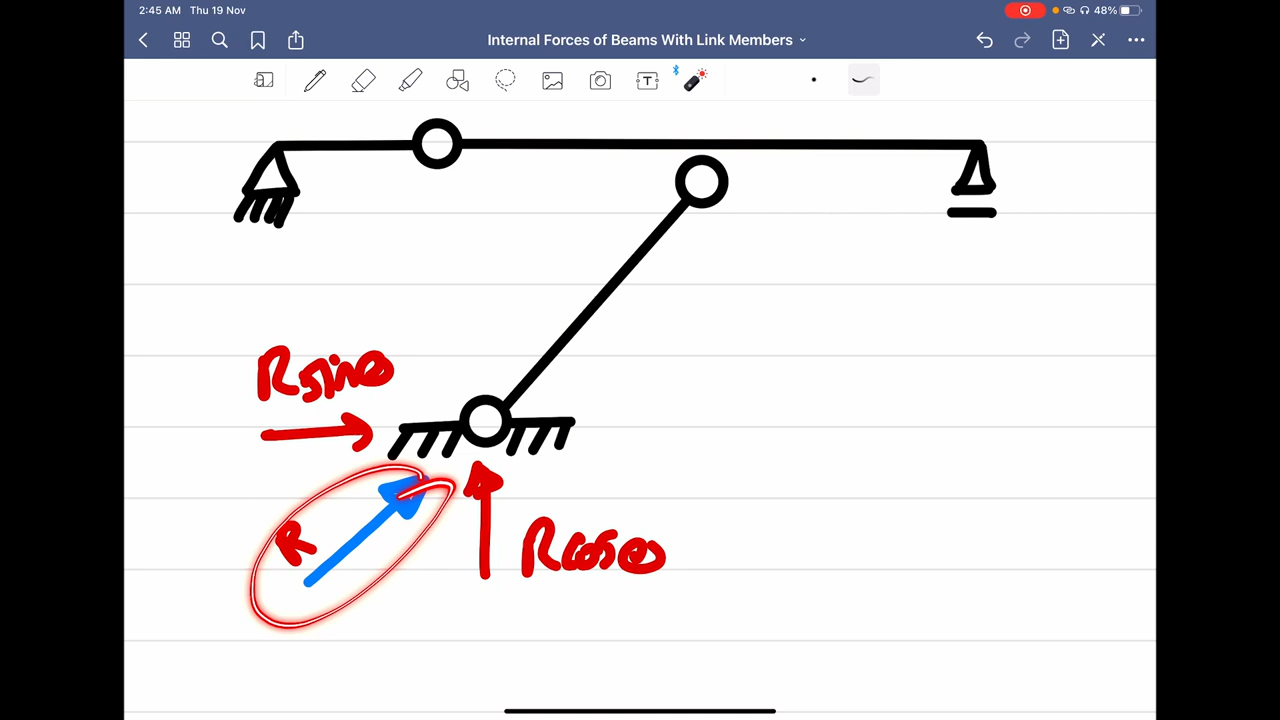 2:45 AM Thu 19 Nov
48%
Internal Forces of Beams With Link Members
T
Rsinθ
R
Rcosθ